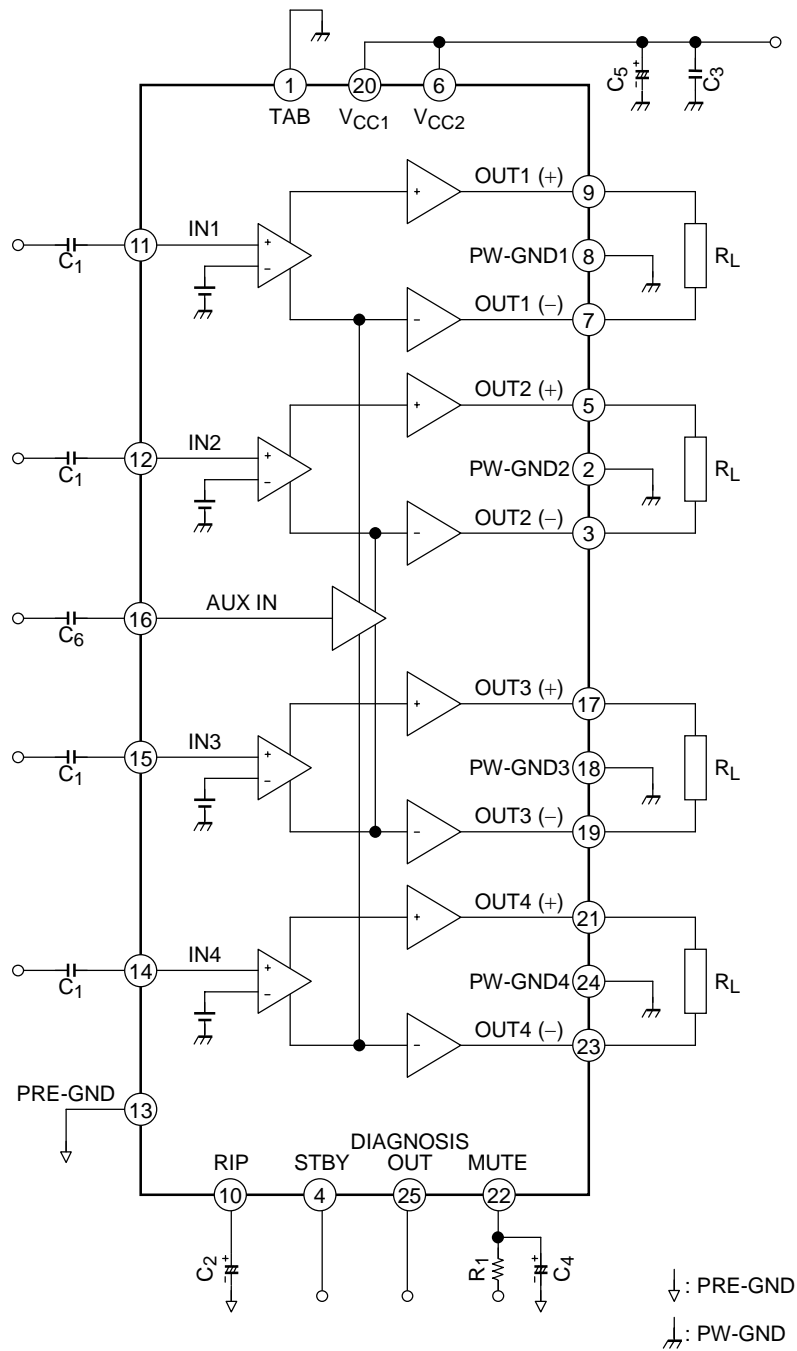 C5 + - C3
1 20 6
TAB VCC1 VCC2
OUT1 (+) 9
+
11 IN1 + - PW-GND1 8 RL
C1
OUT1 (−) 7
-
OUT2 (+) 5
+
12 IN2 + - PW-GND2 2 RL
C1
OUT2 (−) 3
-
16 AUX IN
C6
OUT3 (+) 17
+
15 IN3 + - PW-GND3 18 RL
C1
OUT3 (−) 19
-
OUT4 (+) 21
+
14 IN4 + - PW-GND4 24 RL
C1
OUT4 (−) 23
-
PRE-GND 13
DIAGNOSIS
RIP STBY OUT MUTE
10 4 25 22
C2 + - R1 + - C4
: PRE-GND
: PW-GND